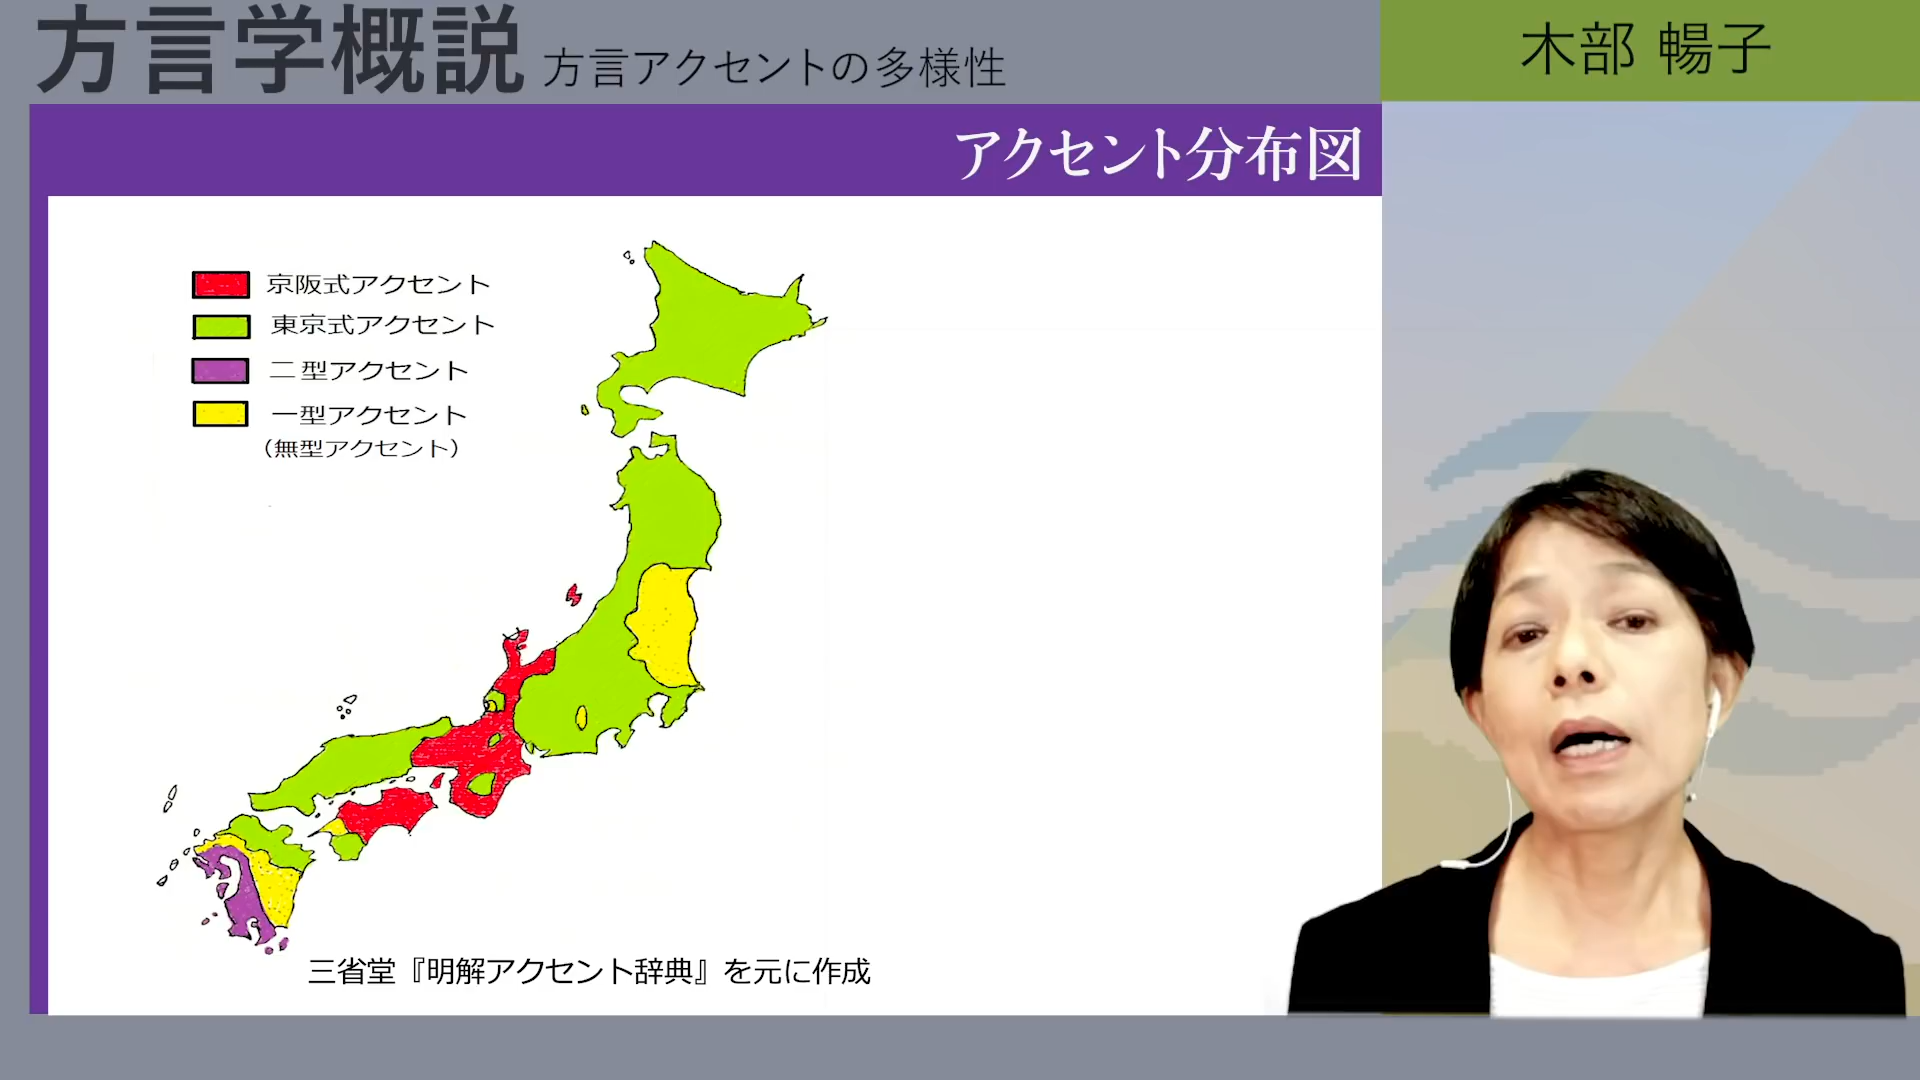 方言学概説 方言アクセントの多様性
木部 暢子
アクセント分布図
京阪式アクセント
東京式アクセント
二型アクセント
一型アクセント
（無型アクセント）
三省堂『明解アクセント辞典』を元に作成